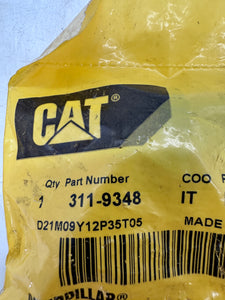 CAT®
Qty Part Number COO
1 311-9348 IT
D21M09Y12P35T05 MADE